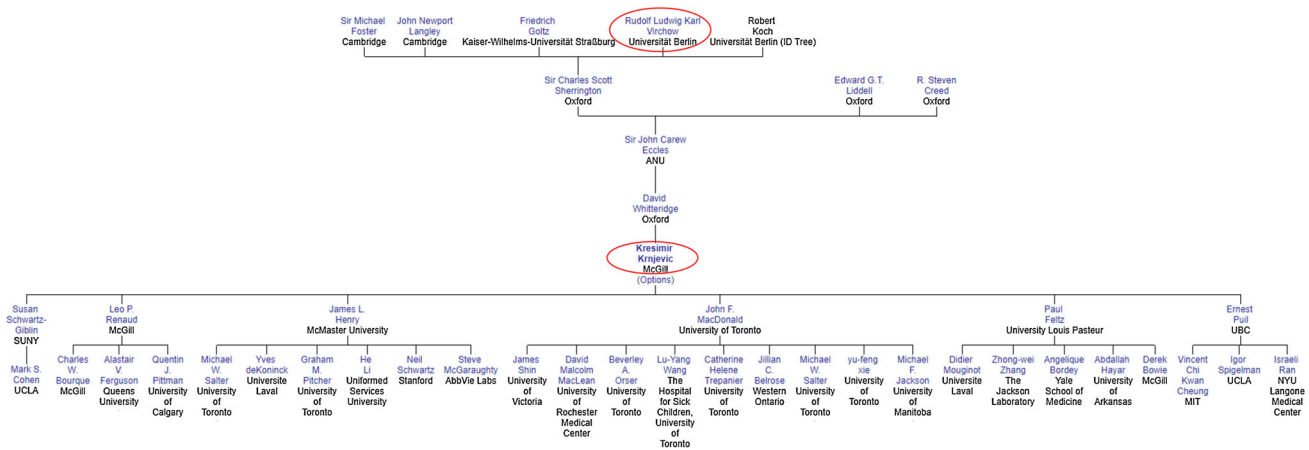 Sir Michael
Foster
Cambridge
John Newport
Langley
Cambridge
Friedrich
Goltz
Kaiser-Wilhelms-Universität Straßburg
Rudolf Ludwig Karl
Virchow
Universität Berlin
Robert
Koch
Universität Berlin (ID Tree)
Sir Charles Scott
Sherrington
Oxford
Edward G.T.
Liddell
Oxford
R. Steven
Creed
Oxford
Sir John Carew
Eccles
ANU
David
Whitteridge
Oxford
Kresimir
Krnjevic
McGill
(Options)
Susan
Schwartz-
Giblin
SUNY
Leo P.
Renaud
McGill
James L.
Henry
McMaster University
John F.
MacDonald
University of Toronto
Paul
Feltz
University Louis Pasteur
Ernest
Puil
UBC
Mark S.
Cohen
UCLA
Charles
W.
Bourque
McGill
Alastair
V.
Ferguson
Queens
University
Quentin
J.
Pittman
University
of
Calgary
Michael
W.
Salter
University
of
Toronto
Yves
deKoninck
Universite
Laval
Graham
M.
Pitcher
University
of
Toronto
He
Li
Uniformed
Services
University
Neil
Schwartz
Stanford
Steve
McGaraughty
AbbVie Labs
James
Shin
University
of
Victoria
David
Malcolm
MacLean
University
of
Rochester
Medical
Center
Beverley
A.
Orser
University
of
Toronto
Lu-Yang
Wang
The
Hospital
for Sick
Children,
University
of
Toronto
Catherine
Helene
Trepanier
University
of
Toronto
Jillian
C.
Belrose
Western
Ontario
Michael
W.
Salter
University
of
Toronto
yu-feng
xie
University
of
Toronto
Michael
F.
Jackson
University
of
Manitoba
Didier
Mouginot
Universite
Laval
Zhong-wei
Zhang
The
Jackson
Laboratory
Angelique
Bordey
Yale
School of
Medicine
Abdallah
Hayar
University
of
Arkansas
Derek
Bowie
McGill
Vincent
Chi
Kwan
Cheung
MIT
Igor
Spigelman
UCLA
Israeli
Ran
NYU
Langone
Medical
Center